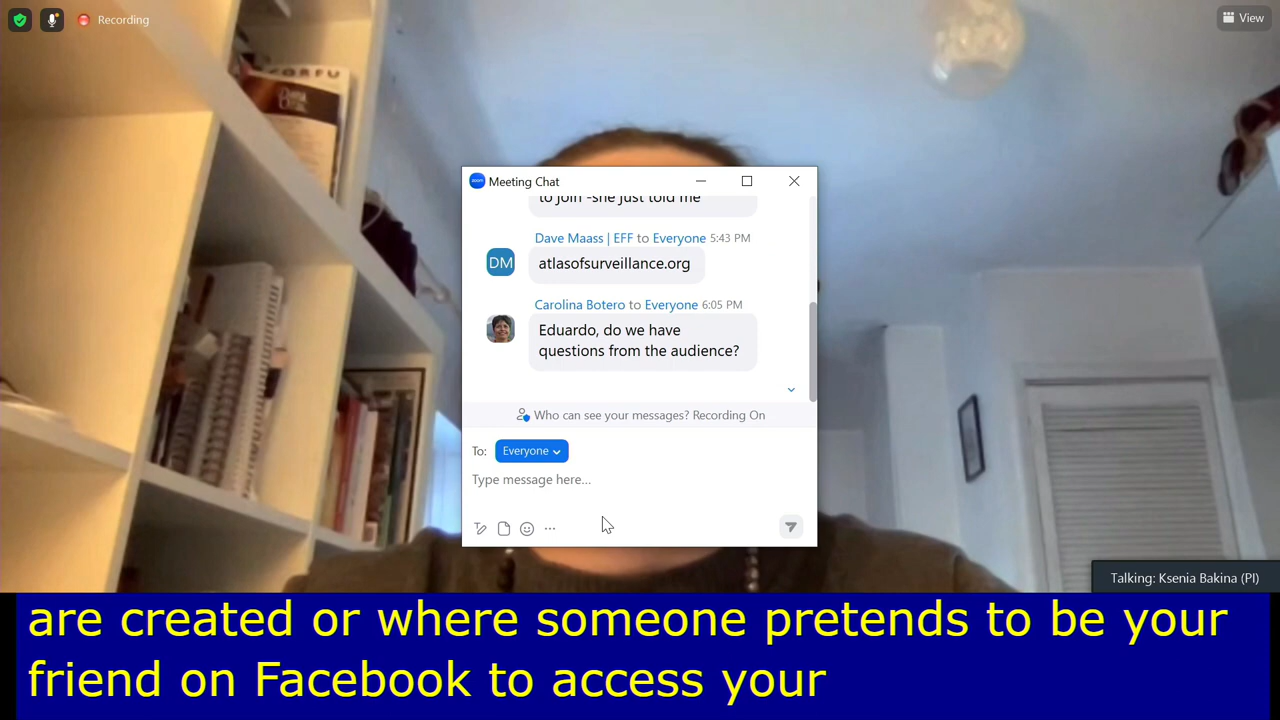 Recording
View
CORFU
zoom
Meeting Chat
to join -she just told me
Dave Maass | EFF to Everyone 5:43 PM
DM
atlasofsurveillance.org
Carolina Botero to Everyone 6:05 PM
Eduardo, do we have
questions from the audience?
Who can see your messages? Recording On
To: Everyone
Type message here...
Talking: Ksenia Bakina (PI)
are created or where someone pretends to be your
friend on Facebook to access your